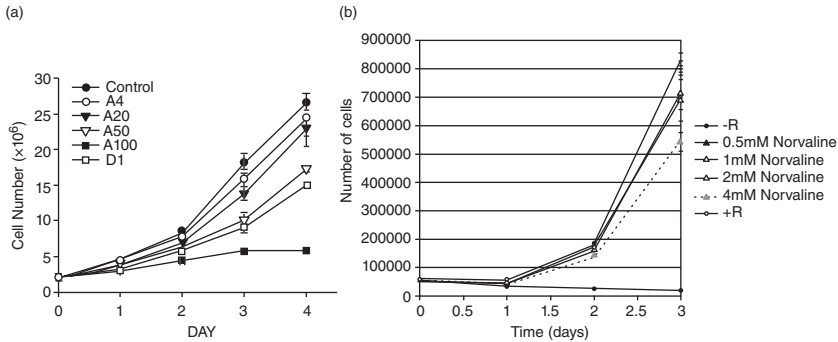 (a)
Cell Number (×10⁶)
30
25
20
15
10
5
0
0 1 2 3 4
DAY
Control
A4
A20
A50
A100
D1
(b)
Number of cells
900000
800000
700000
600000
500000
400000
300000
200000
100000
0
0 0.5 1 1.5 2 2.5 3
Time (days)
-R
0.5mM Norvaline
1mM Norvaline
2mM Norvaline
4mM Norvaline
+R